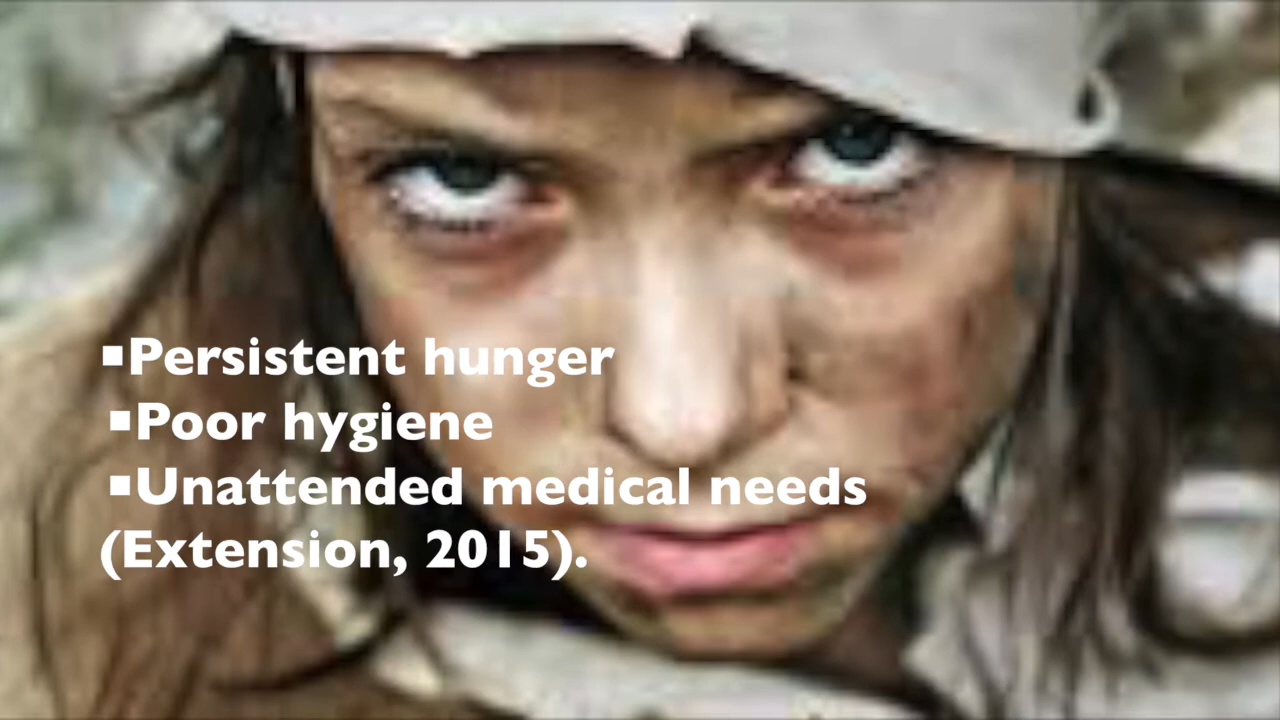 ▪Persistent hunger
▪Poor hygiene
▪Unattended medical needs
(Extension, 2015).